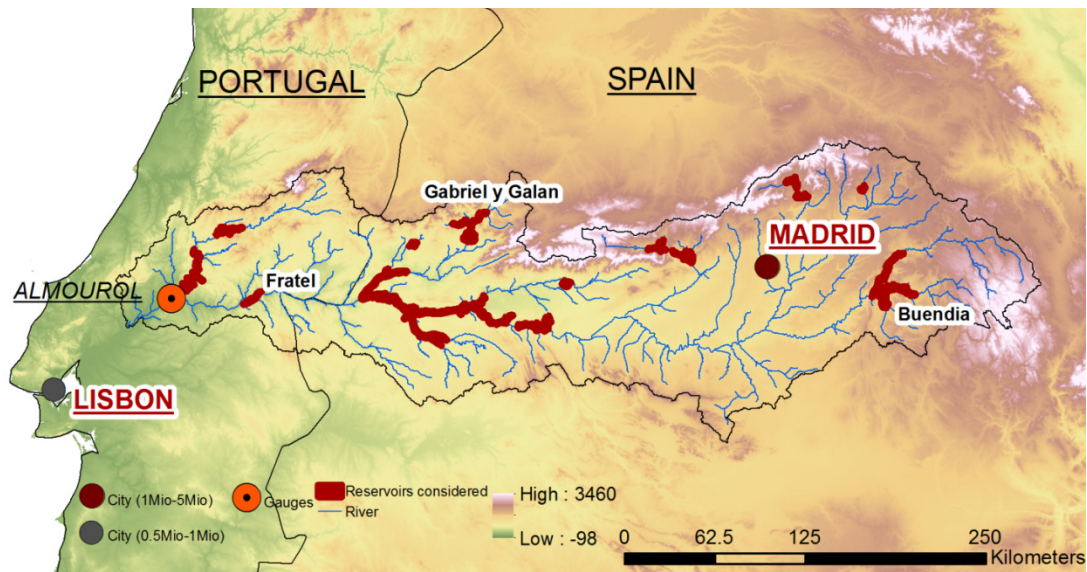 PORTUGAL
SPAIN
Gabriel y Galan
MADRID
ALMOUROL
Fratel
Buendia
LISBON
City (1Mio-5Mio)
Gauges
Reservoirs considered
River
High : 3460
City (0.5Mio-1Mio)
Low : -98
0 62.5 125 250
Kilometers